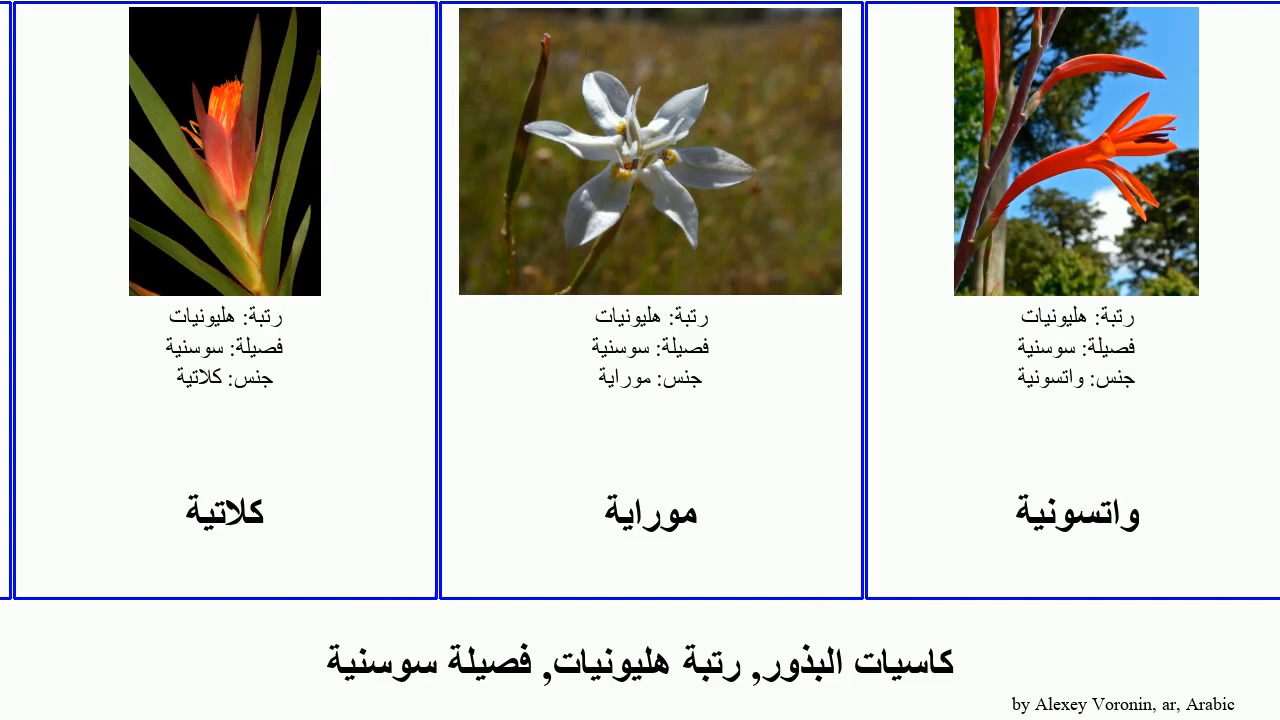 رتبة: هليونيات
فصيلة: سوسنية
جنس: واتسونية
واتسونية
رتبة: هليونيات
فصيلة: سوسنية
جنس: موراية
موراية
رتبة: هليونيات
فصيلة: سوسنية
جنس: كلاتية
كلاتية
كاسيات البذور, رتبة هليونيات, فصيلة سوسنية
by Alexey Voronin, ar, Arabic